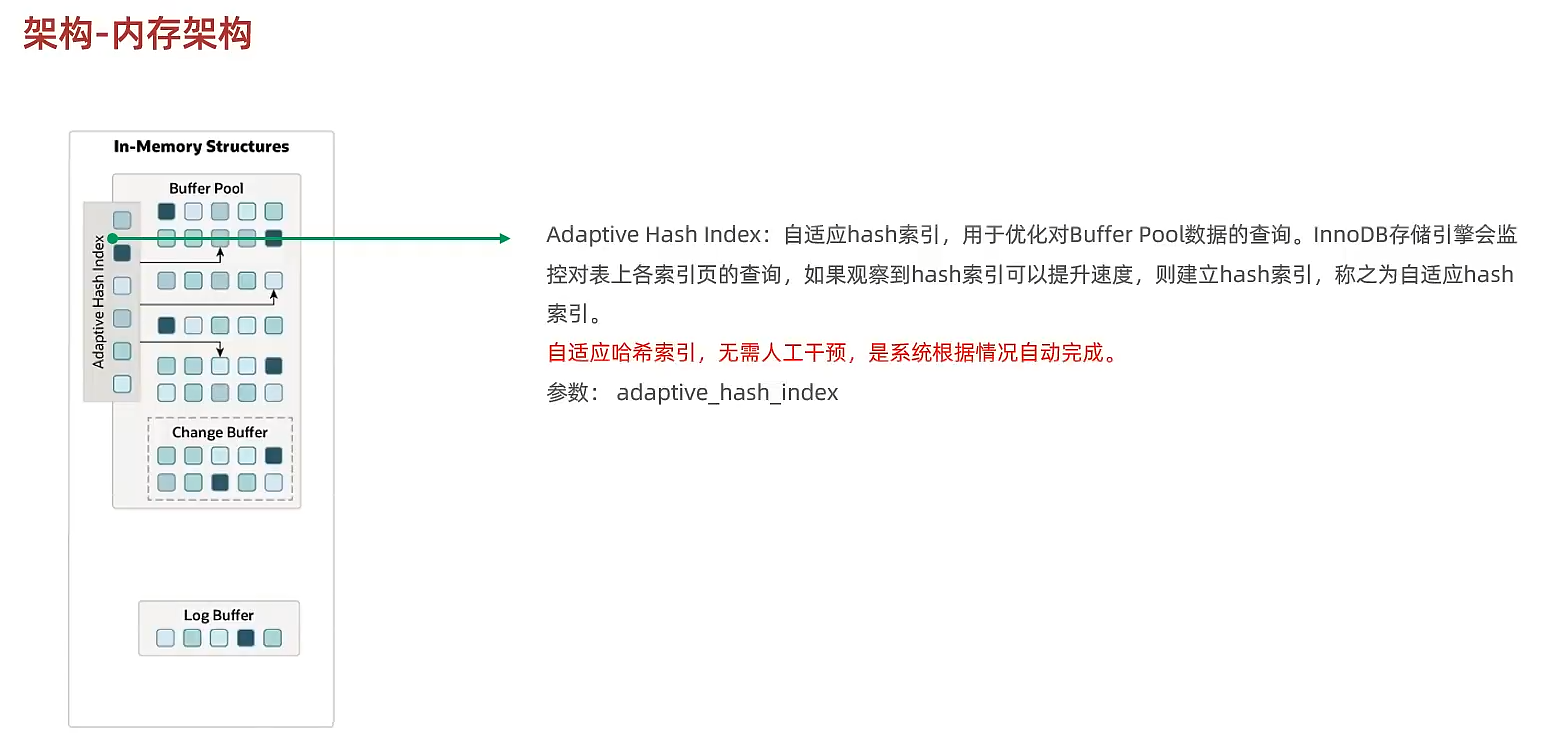 架构-内存架构
In-Memory Structures
Buffer Pool
Adaptive Hash Index
Change Buffer
Log Buffer
Adaptive Hash Index：自适应hash索引，用于优化对Buffer Pool数据的查询。InnoDB存储引擎会监
控对表上各索引页的查询，如果观察到hash索引可以提升速度，则建立hash索引，称之为自适应hash
索引。
自适应哈希索引，无需人工干预，是系统根据情况自动完成。
参数： adaptive_hash_index